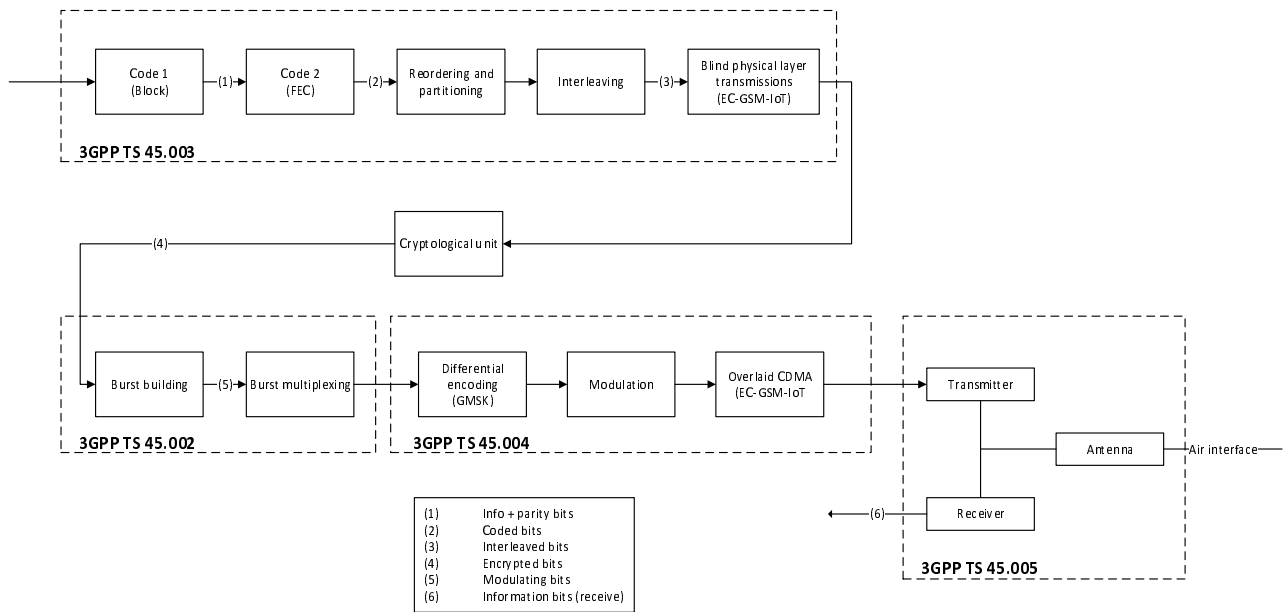 Code 1
(Block)
(1)
Code 2
(FEC)
(2)
Reordering and
partitioning
Interleaving
(3)
Blind physical layer
transmissions
(EC-GSM-IoT)
3GPP TS 45.003
(4)
Cryptological unit
Burst building
(5)
Burst multiplexing
3GPP TS 45.002
Differential
encoding
(GMSK)
Modulation
Overlaid CDMA
(EC-GSM-IoT
3GPP TS 45.004
Transmitter
Antenna
Air interface
Receiver
(6)
3GPP TS 45.005
(1) Info + parity bits
(2) Coded bits
(3) Interleaved bits
(4) Encrypted bits
(5) Modulating bits
(6) Information bits (receive)